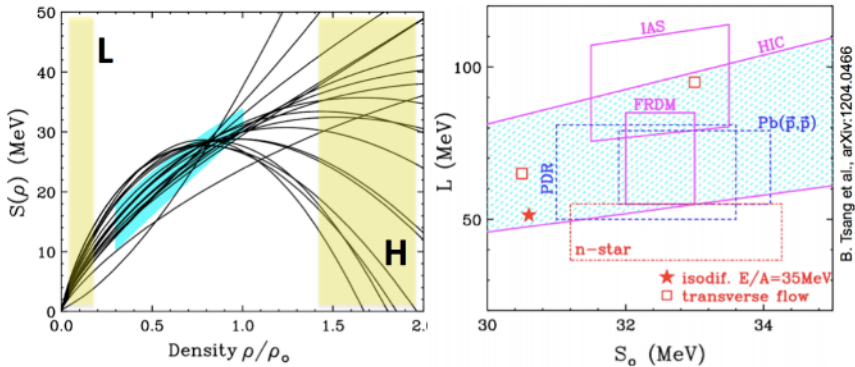 S(ρ) (MeV)
50
40
30
20
10
0
L
H
0.0
0.5
1.0
1.5
2.0
Density ρ/ρₒ
L (MeV)
100
50
IAS
HIC
FRDM
Pb(p⃗,p⃗)
PDR
n-star
★ isodif. E/A=35MeV
□ transverse flow
30
32
34
Sₒ (MeV)
B. Tsang et al., arXiv:1204.0466